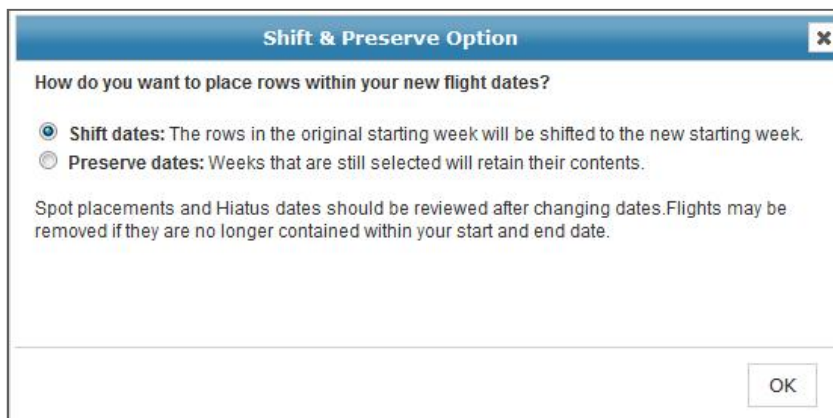 Shift & Preserve Option
How do you want to place rows within your new flight dates?
Shift dates: The rows in the original starting week will be shifted to the new starting week.
Preserve dates: Weeks that are still selected will retain their contents.
Spot placements and Hiatus dates should be reviewed after changing dates.Flights may be
removed if they are no longer contained within your start and end date.
OK